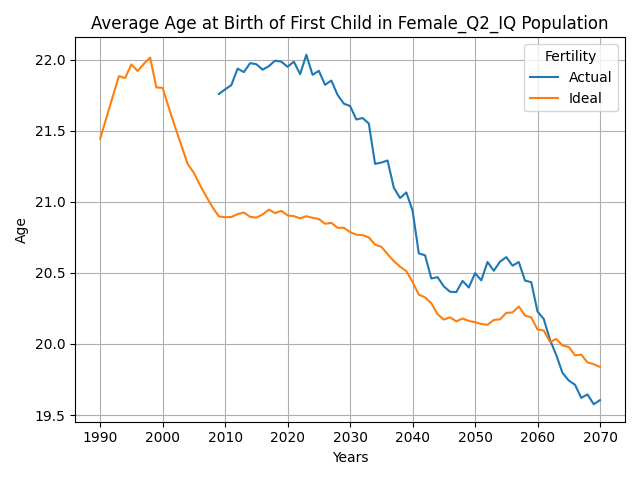 Average Age at Birth of First Child in Female_Q2_IQ Population
Fertility
Actual
Ideal
22.0
21.5
21.0
20.5
20.0
19.5
Age
1990 2000 2010 2020 2030 2040 2050 2060 2070
Years